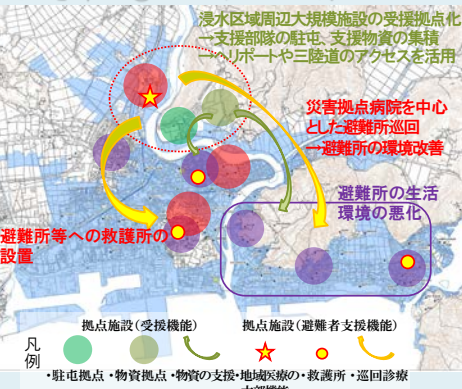 浸水区域周辺大規模施設の受援拠点化
→支援部隊の駐屯、支援物資の集積
→ヘリポートや三陸道のアクセスを活用
災害拠点病院を中心
とした避難所巡回
→避難所の環境改善
避難所の生活
環境の悪化
避難所等への救護所の
設置
凡例
拠点施設(受援機能)
拠点施設(避難者支援機能)
・駐屯拠点・物資拠点・物資の支援・地域医療の・救護所・巡回診療
本部機能